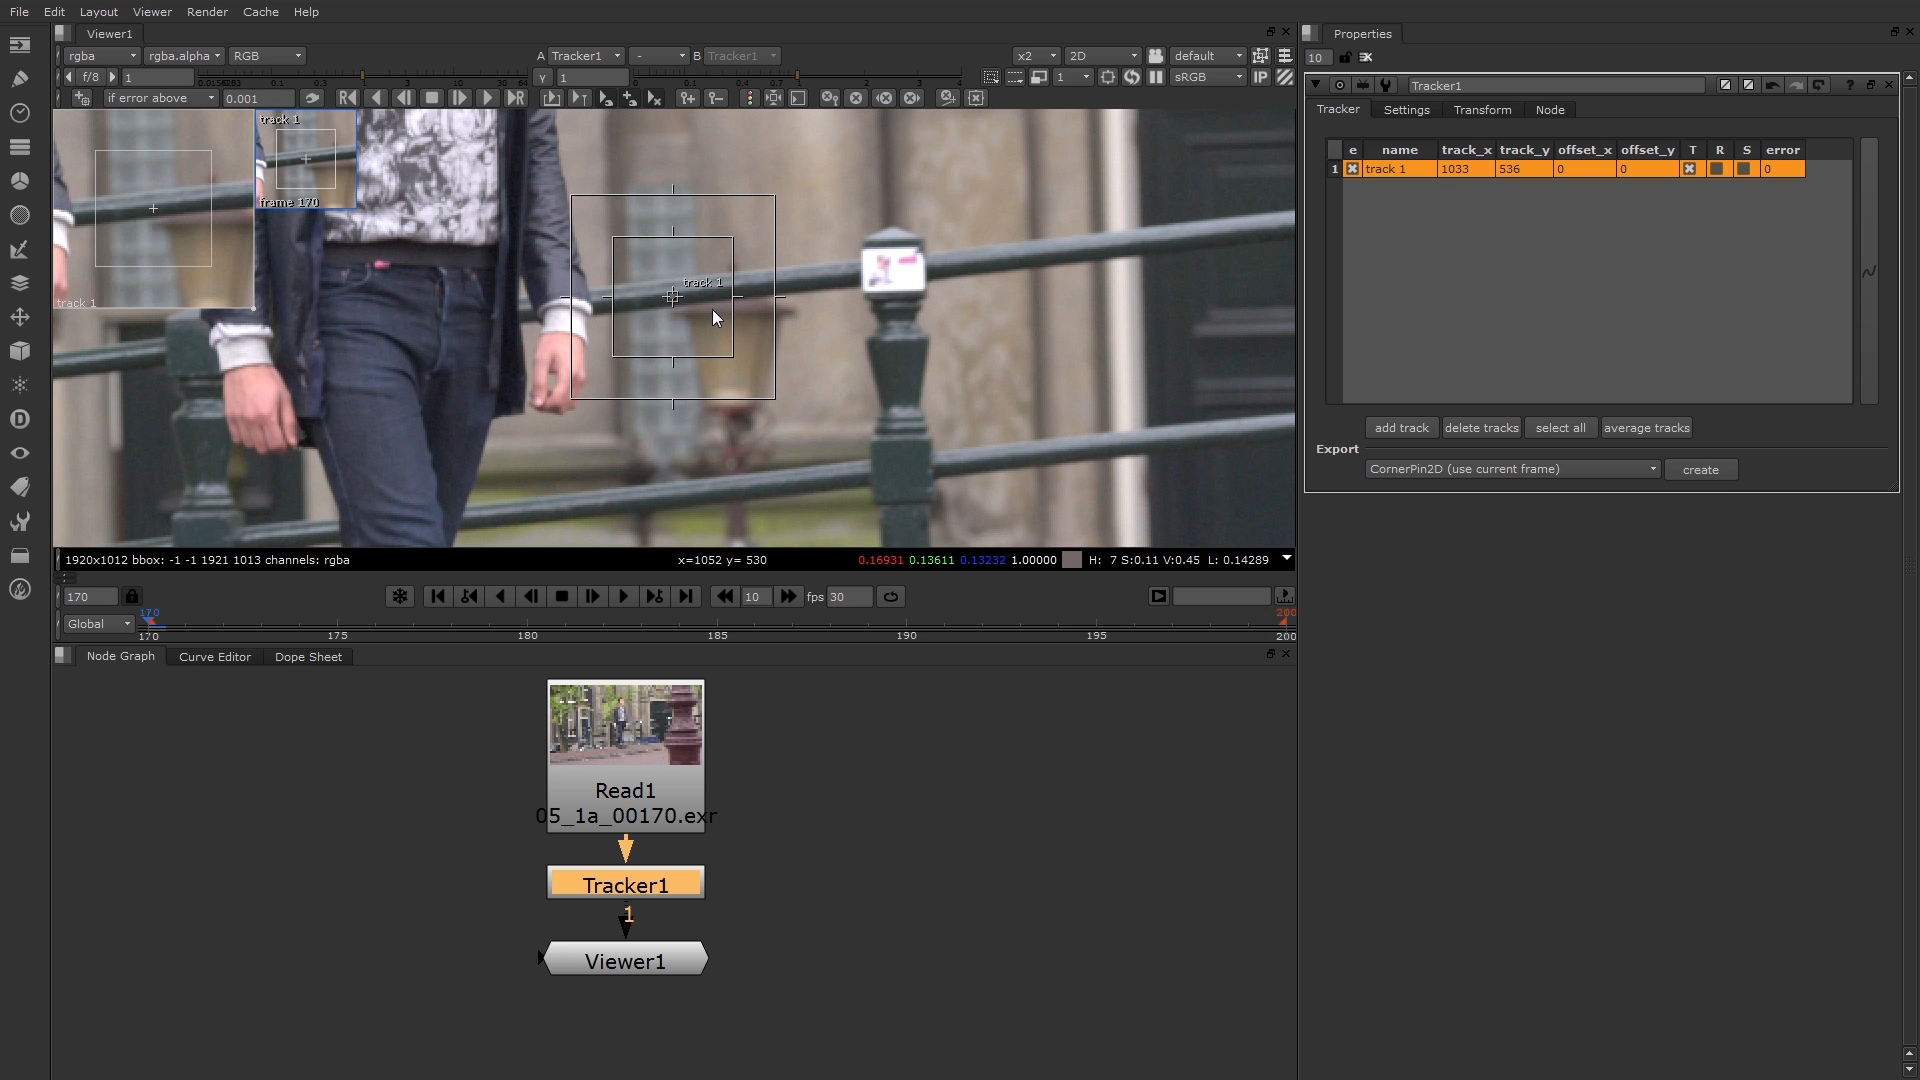 File Edit Layout Viewer Render Cache Help
Viewer1
Properties
rgba rgba.alpha RGB A Tracker1 - B Tracker1 x2 2D default
10
f/8 1 Y 1 1 sRGB IP
if error above 0.001
Tracker1
Tracker Settings Transform Node
e name track_x track_y offset_x offset_y T R S error
1 track 1 1033 536 0 0 0
track 1
frame 170
track 1
track 1
add track delete tracks select all average tracks
Export
CornerPin2D (use current frame) create
1920x1012 bbox: -1 -1 1921 1013 channels: rgba x=1052 y= 530 0.16931 0.13611 0.13232 1.00000 H: 7 S:0.11 V:0.45 L: 0.14289
170 10 fps 30
170 200
Global 170 175 180 185 190 195 200
Node Graph Curve Editor Dope Sheet
Read1
05_1a_00170.exr
Tracker1
1
Viewer1